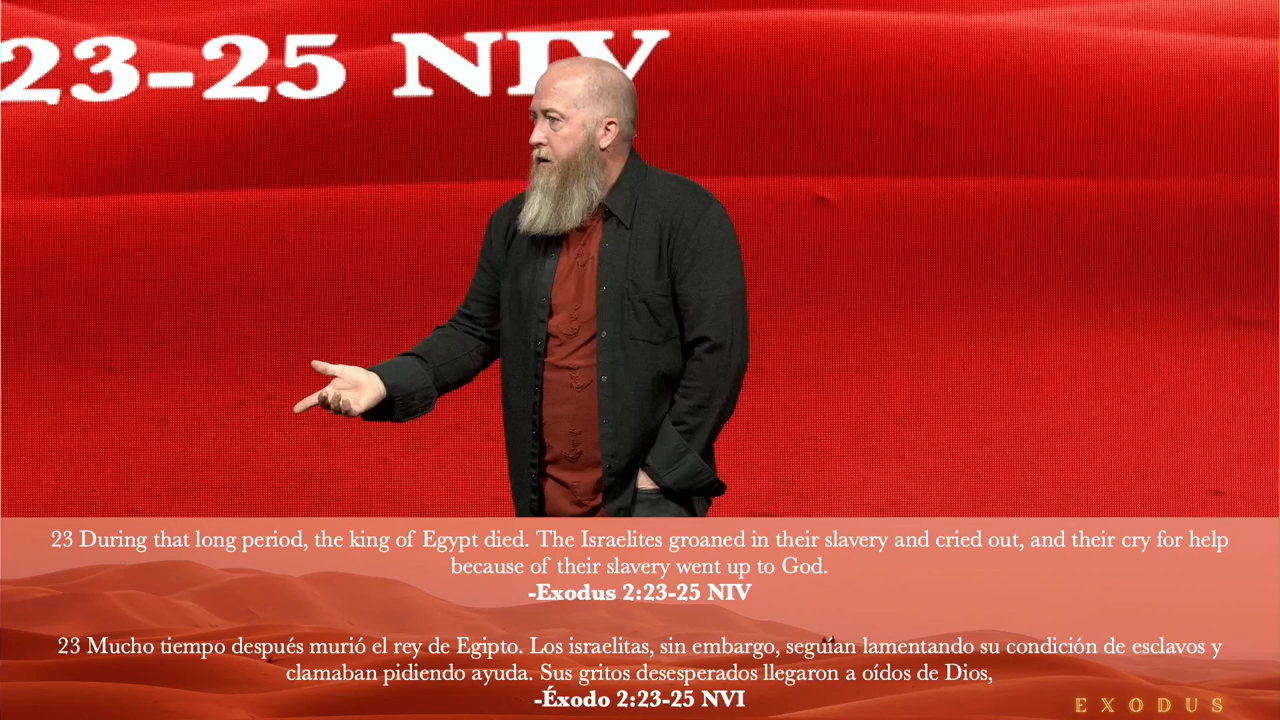 23-25 NIV
23 During that long period, the king of Egypt died. The Israelites groaned in their slavery and cried out, and their cry for help
because of their slavery went up to God.
-Exodus 2:23-25 NIV
23 Mucho tiempo después murió el rey de Egipto. Los israelitas, sin embargo, seguían lamentando su condición de esclavos y
clamaban pidiendo ayuda. Sus gritos desesperados llegaron a oídos de Dios,
-Éxodo 2:23-25 NVI
EXODUS